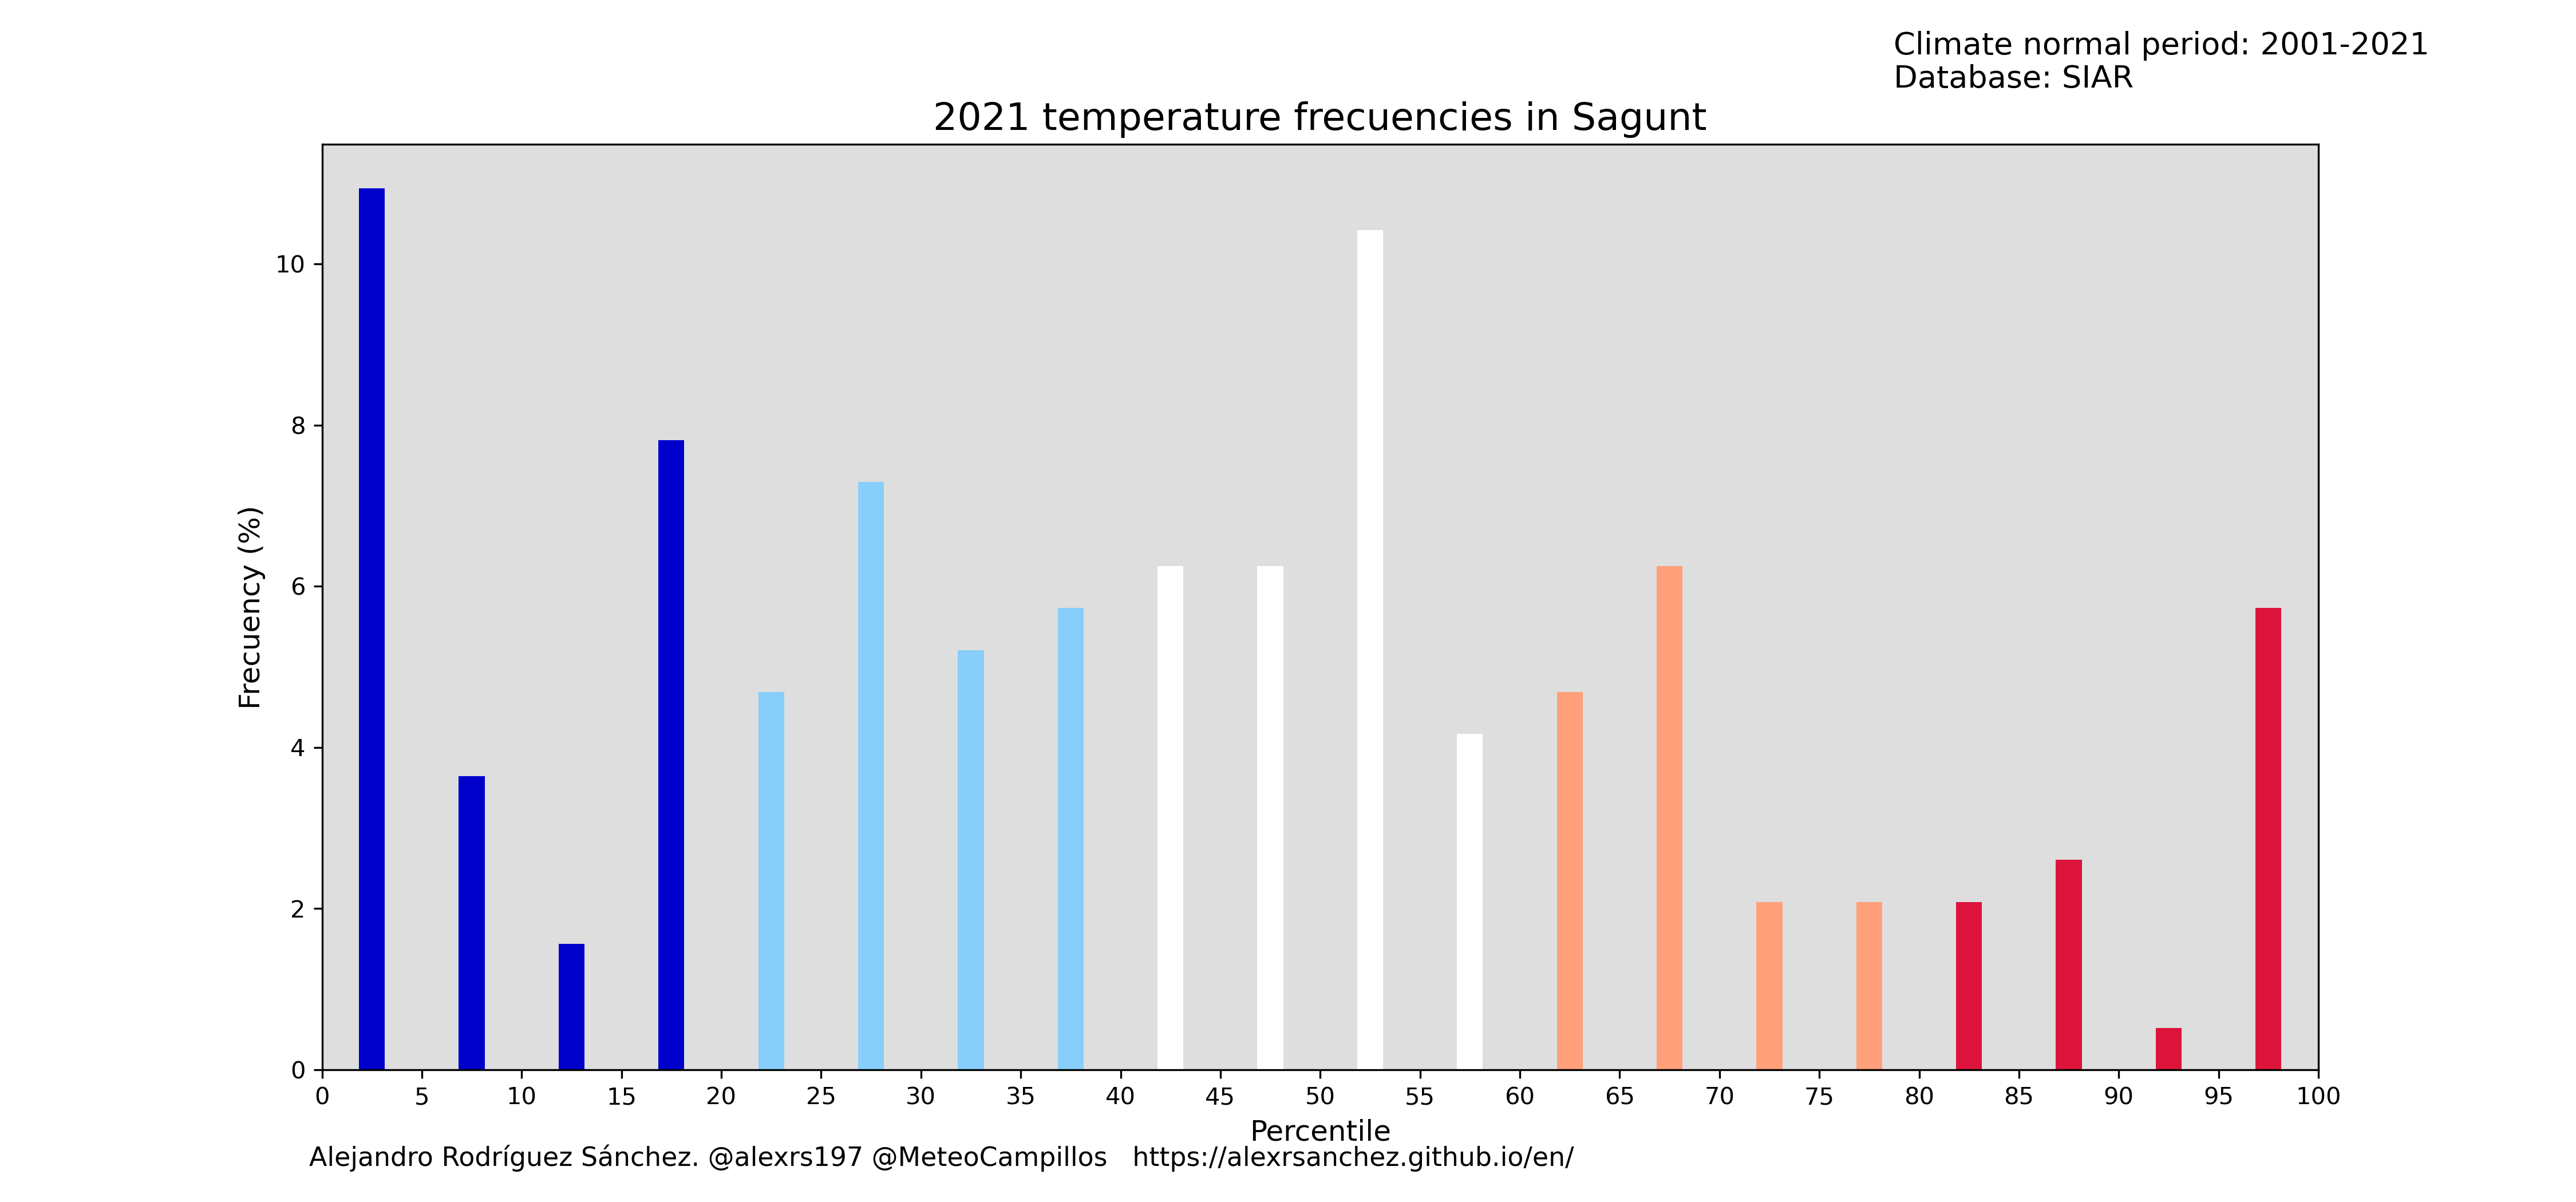 Climate normal period: 2001-2021
Database: SIAR
2021 temperature frecuencies in Sagunt
Frecuency (%)
10
8
6
4
2
0
0 5 10 15 20 25 30 35 40 45 50 55 60 65 70 75 80 85 90 95 100
Percentile
Alejandro Rodríguez Sánchez. @alexrs197 @MeteoCampillos https://alexrsanchez.github.io/en/